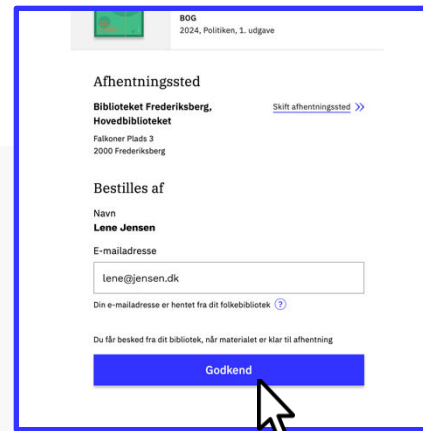 BOG
2024, Politiken, 1. udgave
Afhentningssted
Biblioteket Frederiksberg,
Hovedbiblioteket
Skift afhentningssted
Falkoner Plads 3
2000 Frederiksberg
Bestilles af
Navn
Lene Jensen
E-mailadresse
lene@jensen.dk
Din e-mailadresse er hentet fra dit folkebibliotek ?
Du får besked fra dit bibliotek, når materialet er klar til afhentning
Godkend